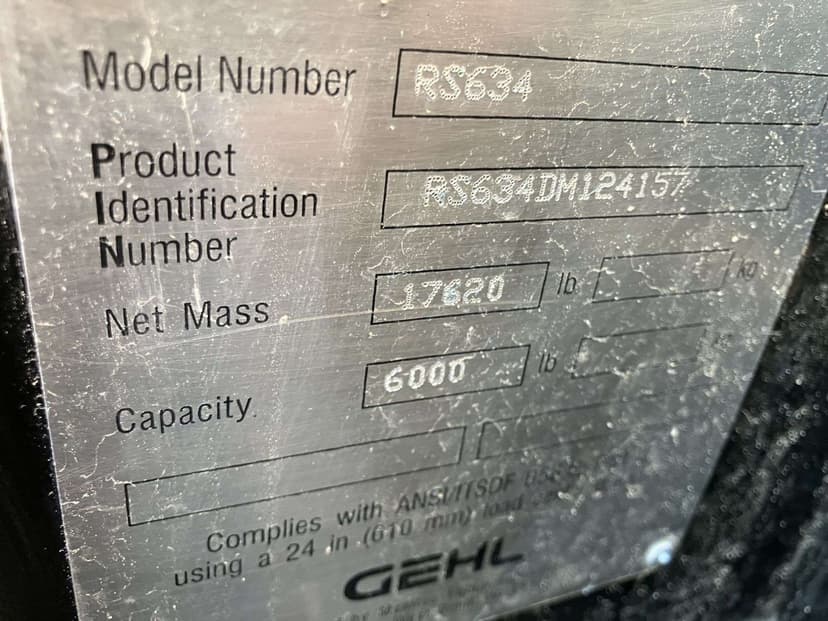 Model Number RS634
Product
Identification RS634DM124157
Number
Net Mass 17620 lb kg
Capacity 6000 lb
Complies with ANSI/ITSDF
using a 24 in (610 mm) load
GEHL